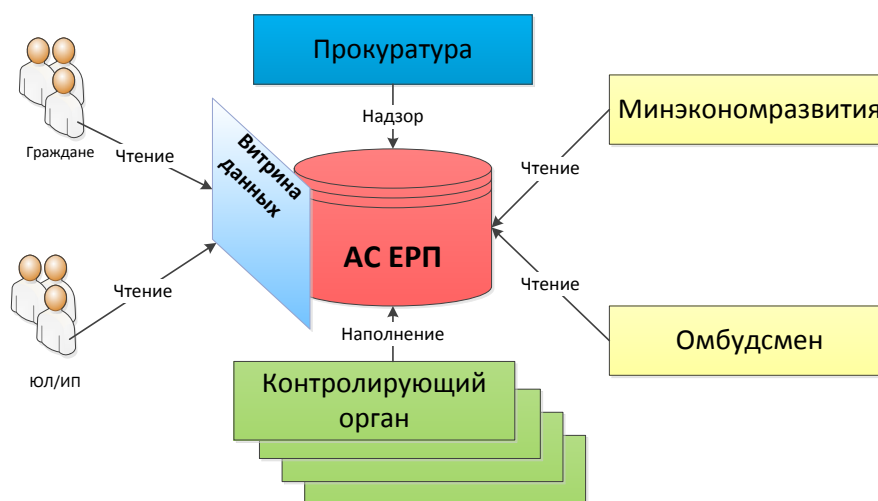 Прокуратура
Надзор
Граждане
Чтение
Витрина
данных
Минэкономразвития
Чтение
АС ЕРП
ЮЛ/ИП
Чтение
Чтение
Омбудсмен
Наполнение
Контролирующий
орган